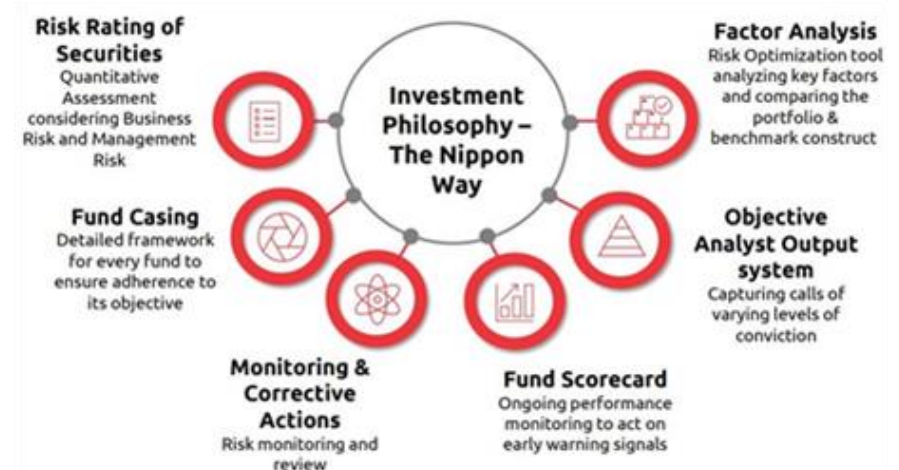 Risk Rating of
Securities
Quantitative
Assessment
considering Business
Risk and Management
Risk
Fund Casing
Detailed framework
for every fund to
ensure adherence to
its objective
Monitoring &
Corrective
Actions
Risk monitoring and
review
Investment
Philosophy –
The Nippon
Way
Fund Scorecard
Ongoing performance
monitoring to act on
early warning signals
Factor Analysis
Risk Optimization tool
analyzing key factors
and comparing the
portfolio &
benchmark construct
Objective
Analyst Output
system
Capturing calls of
varying levels of
conviction